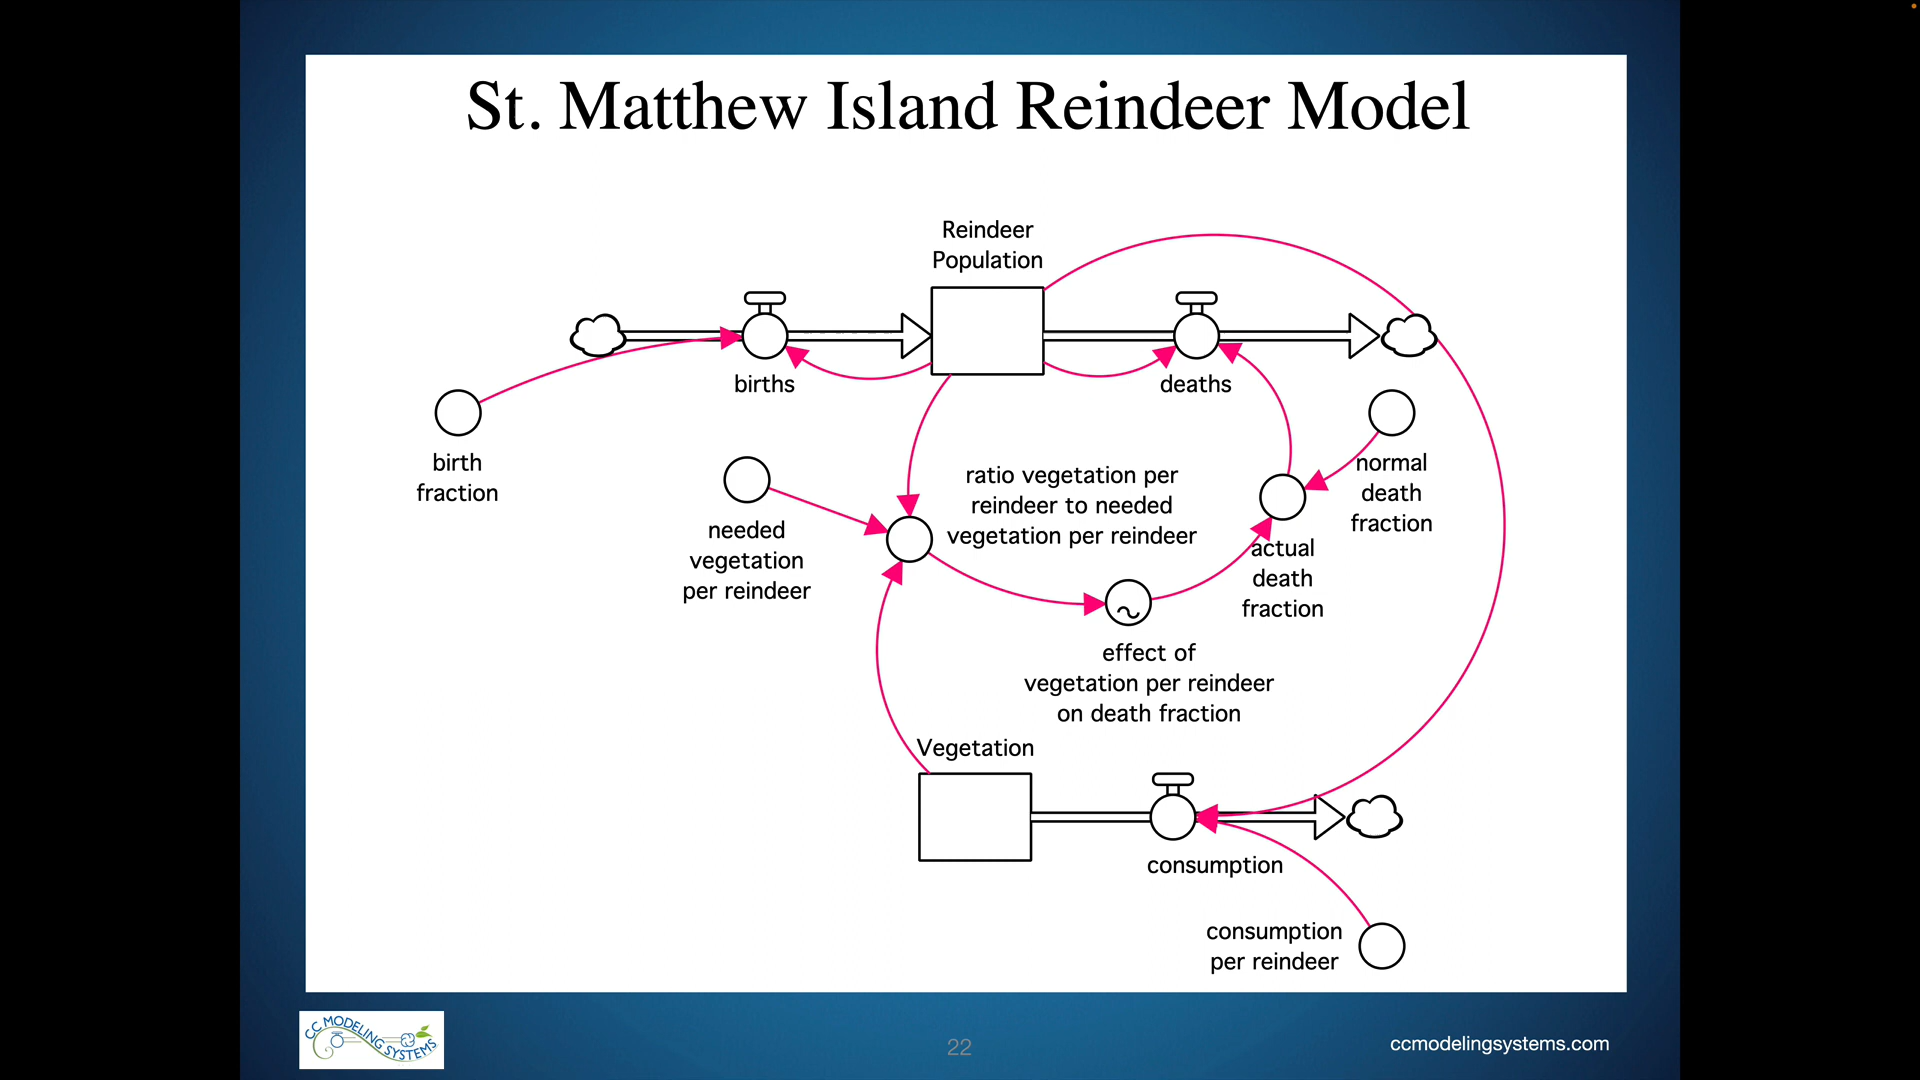 St. Matthew Island Reindeer Model
Reindeer
Population
births
deaths
birth
fraction
normal
death
fraction
needed
vegetation
per reindeer
ratio vegetation per
reindeer to needed
vegetation per reindeer
actual
death
fraction
effect of
vegetation per reindeer
on death fraction
Vegetation
consumption
consumption
per reindeer
CC MODELING SYSTEMS
22
ccmodelingsystems.com